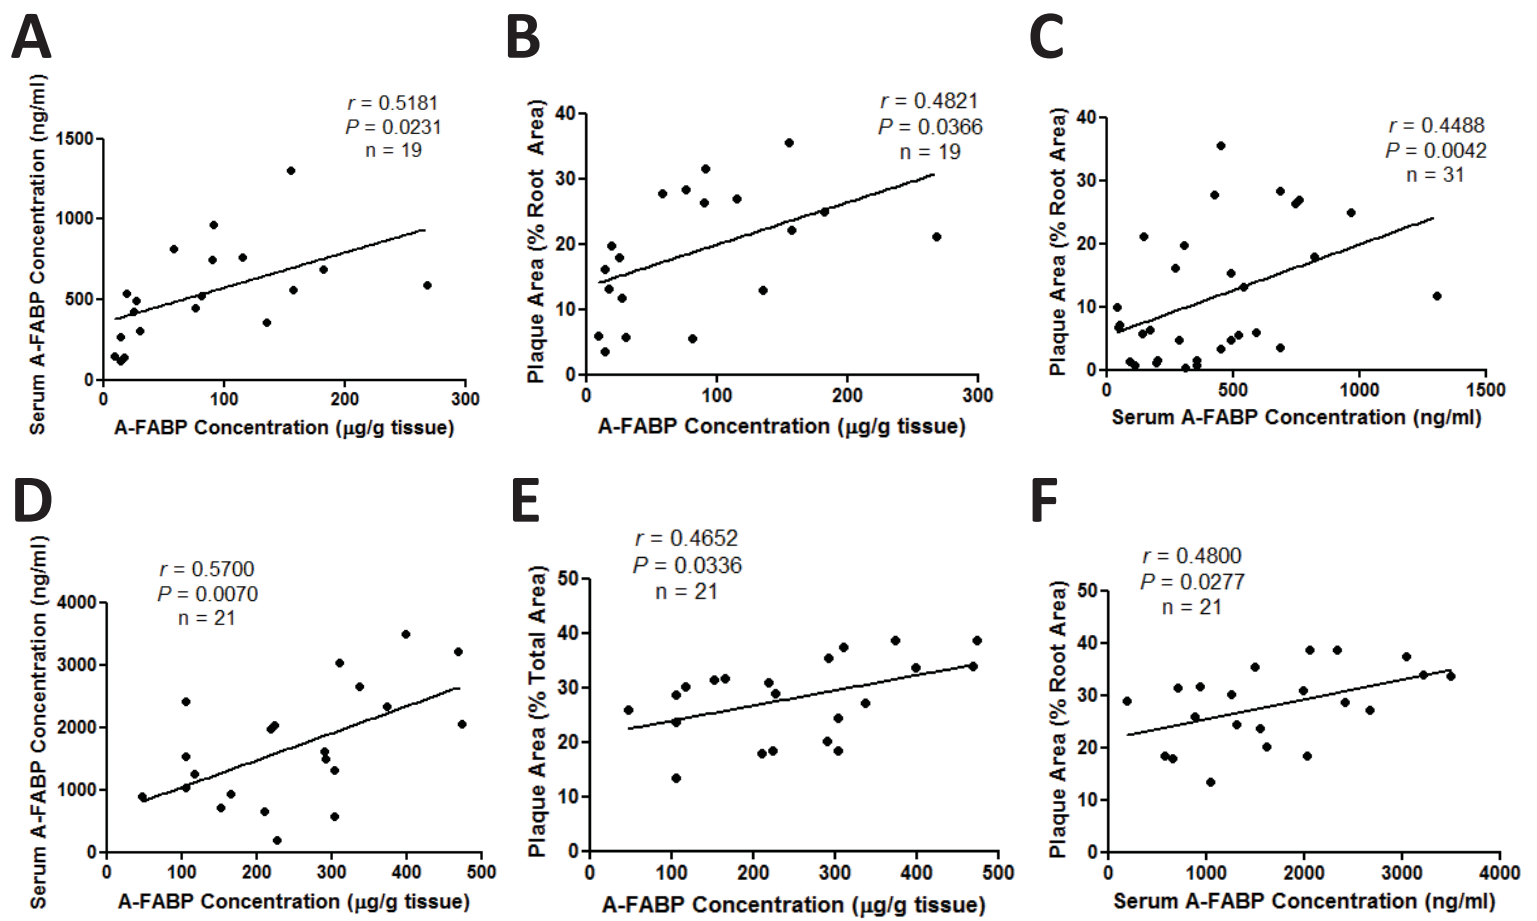 A
r = 0.5181
P = 0.0231
n = 19
Serum A-FABP Concentration (ng/ml)
1500
1000
500
0
0 100 200 300
A-FABP Concentration (μg/g tissue)
B
r = 0.4821
P = 0.0366
n = 19
Plaque Area (% Root Area)
40
30
20
10
0
0 100 200 300
A-FABP Concentration (μg/g tissue)
C
r = 0.4488
P = 0.0042
n = 31
Plaque Area (% Root Area)
40
30
20
10
0
0 500 1000 1500
Serum A-FABP Concentration (ng/ml)
D
r = 0.5700
P = 0.0070
n = 21
Serum A-FABP Concentration (ng/ml)
4000
3000
2000
1000
0
0 100 200 300 400 500
A-FABP Concentration (μg/g tissue)
E
r = 0.4652
P = 0.0336
n = 21
Plaque Area (% Total Area)
50
40
30
20
10
0
0 100 200 300 400 500
A-FABP Concentration (μg/g tissue)
F
r = 0.4800
P = 0.0277
n = 21
Plaque Area (% Root Area)
50
40
30
20
10
0
0 1000 2000 3000 4000
Serum A-FABP Concentration (ng/ml)